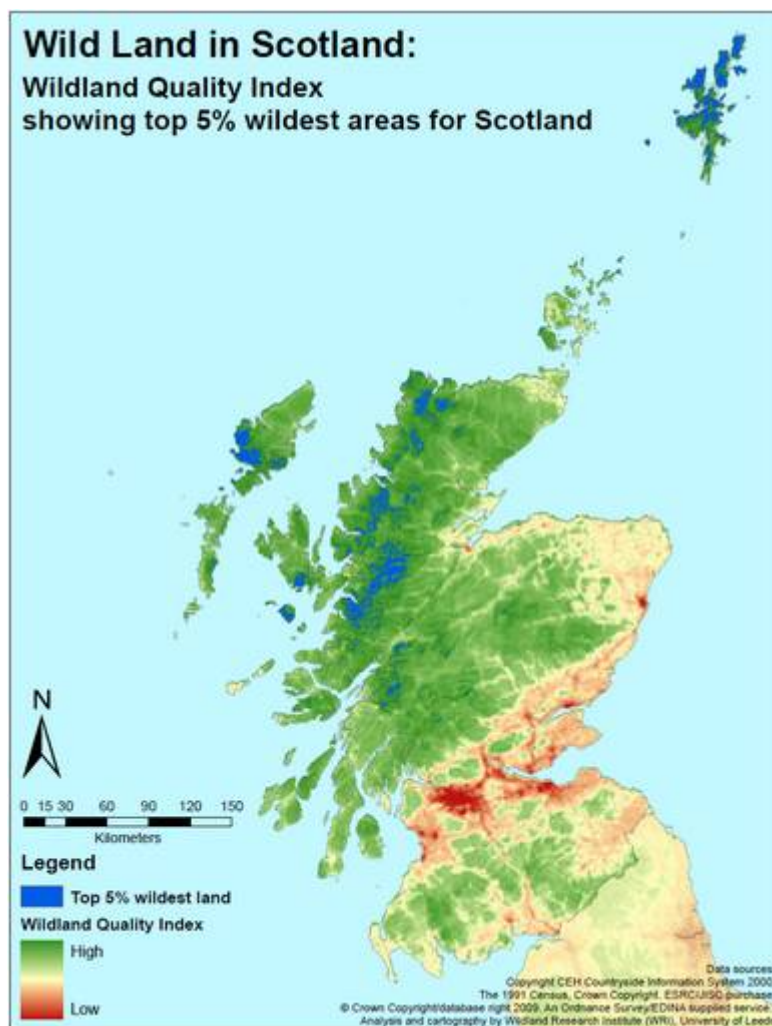 Wild Land in Scotland:
Wildland Quality Index
showing top 5% wildest areas for Scotland
N
0 15 30 60 90 120 150
Kilometers
Legend
Top 5% wildest land
Wildland Quality Index
High
Low
Data sources
Copyright CEH Countryside Information System 2000
The 1991 Census, Crown Copyright. ESRC/JISC purchase
© Crown Copyright/database right 2009. An Ordnance Survey/EDINA supplied service.
Analysis and cartography by Wildland Research Institute (WRi), University of Leeds